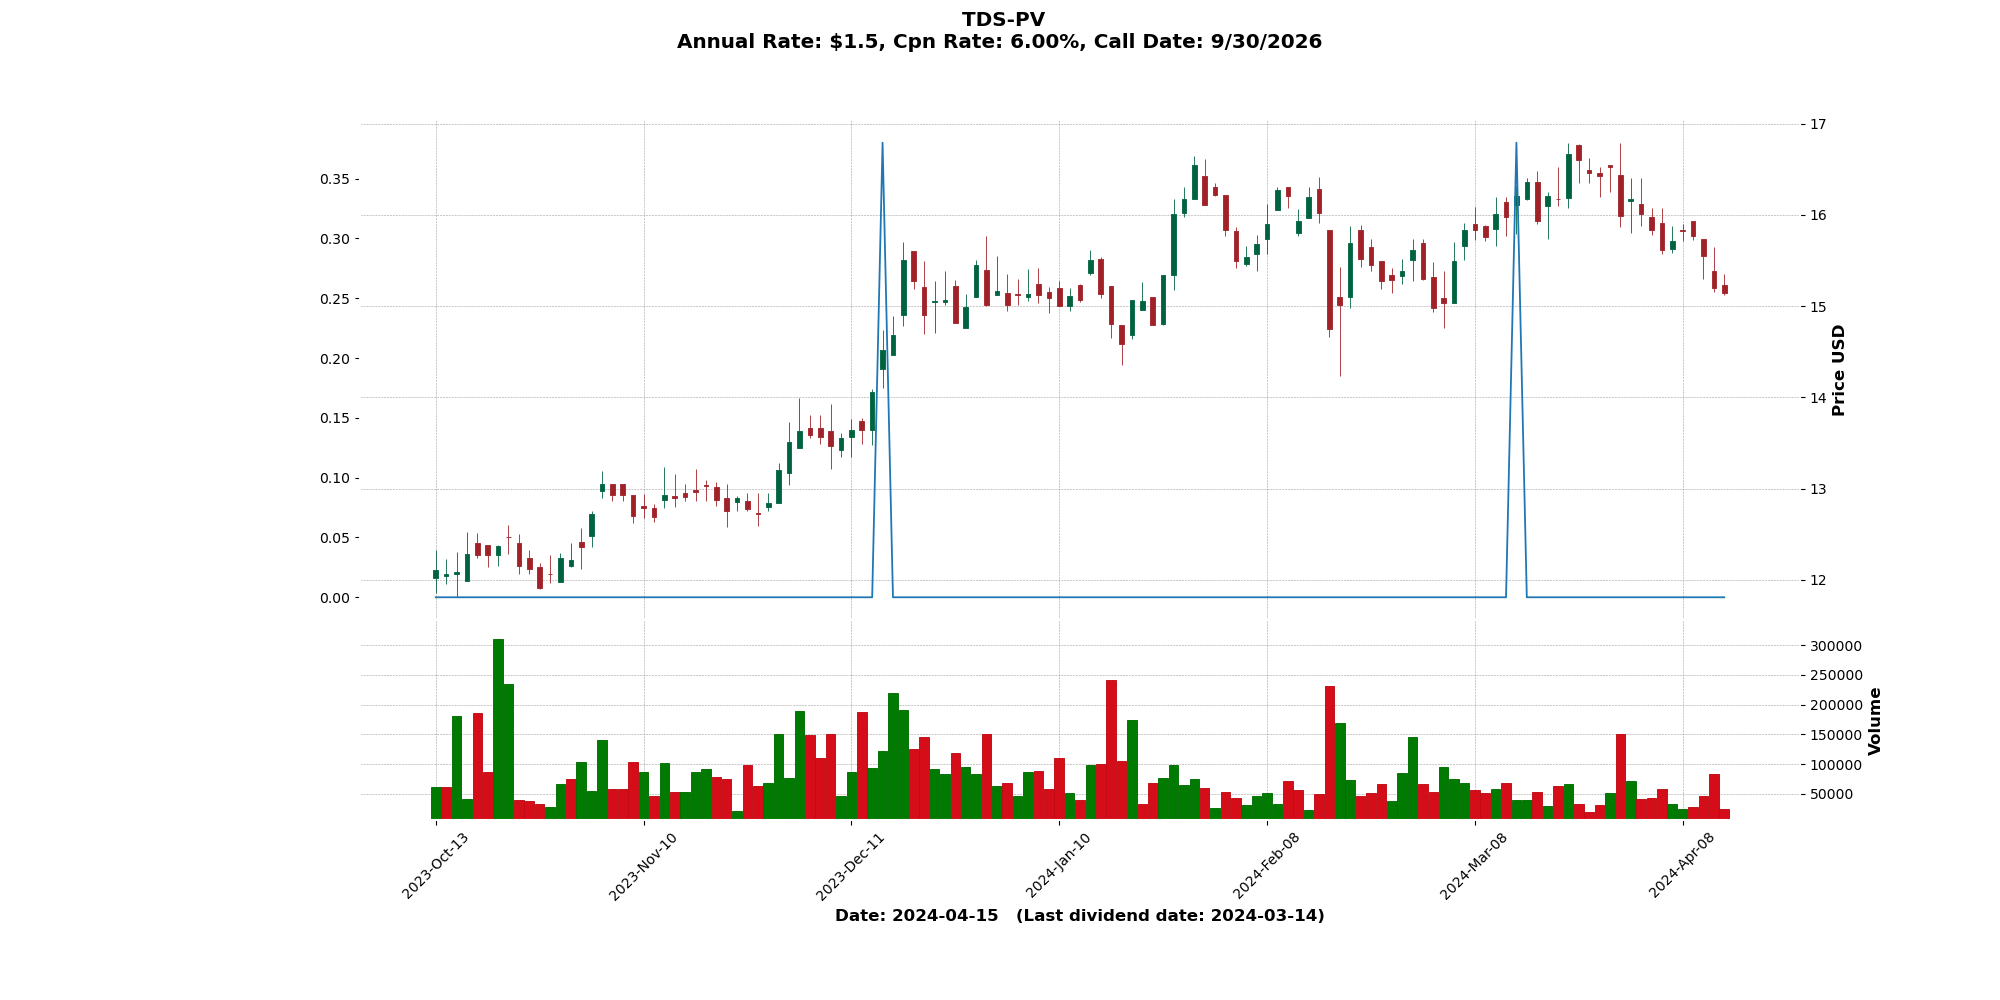 TDS-PV
Annual Rate: $1.5, Cpn Rate: 6.00%, Call Date: 9/30/2026
0.35
0.30
0.25
0.20
0.15
0.10
0.05
0.00
17
16
15
14
13
12
Price USD
300000
250000
200000
150000
100000
50000
Volume
2023-Oct-13
2023-Nov-10
2023-Dec-11
2024-Jan-10
2024-Feb-08
2024-Mar-08
2024-Apr-08
Date: 2024-04-15 (Last dividend date: 2024-03-14)